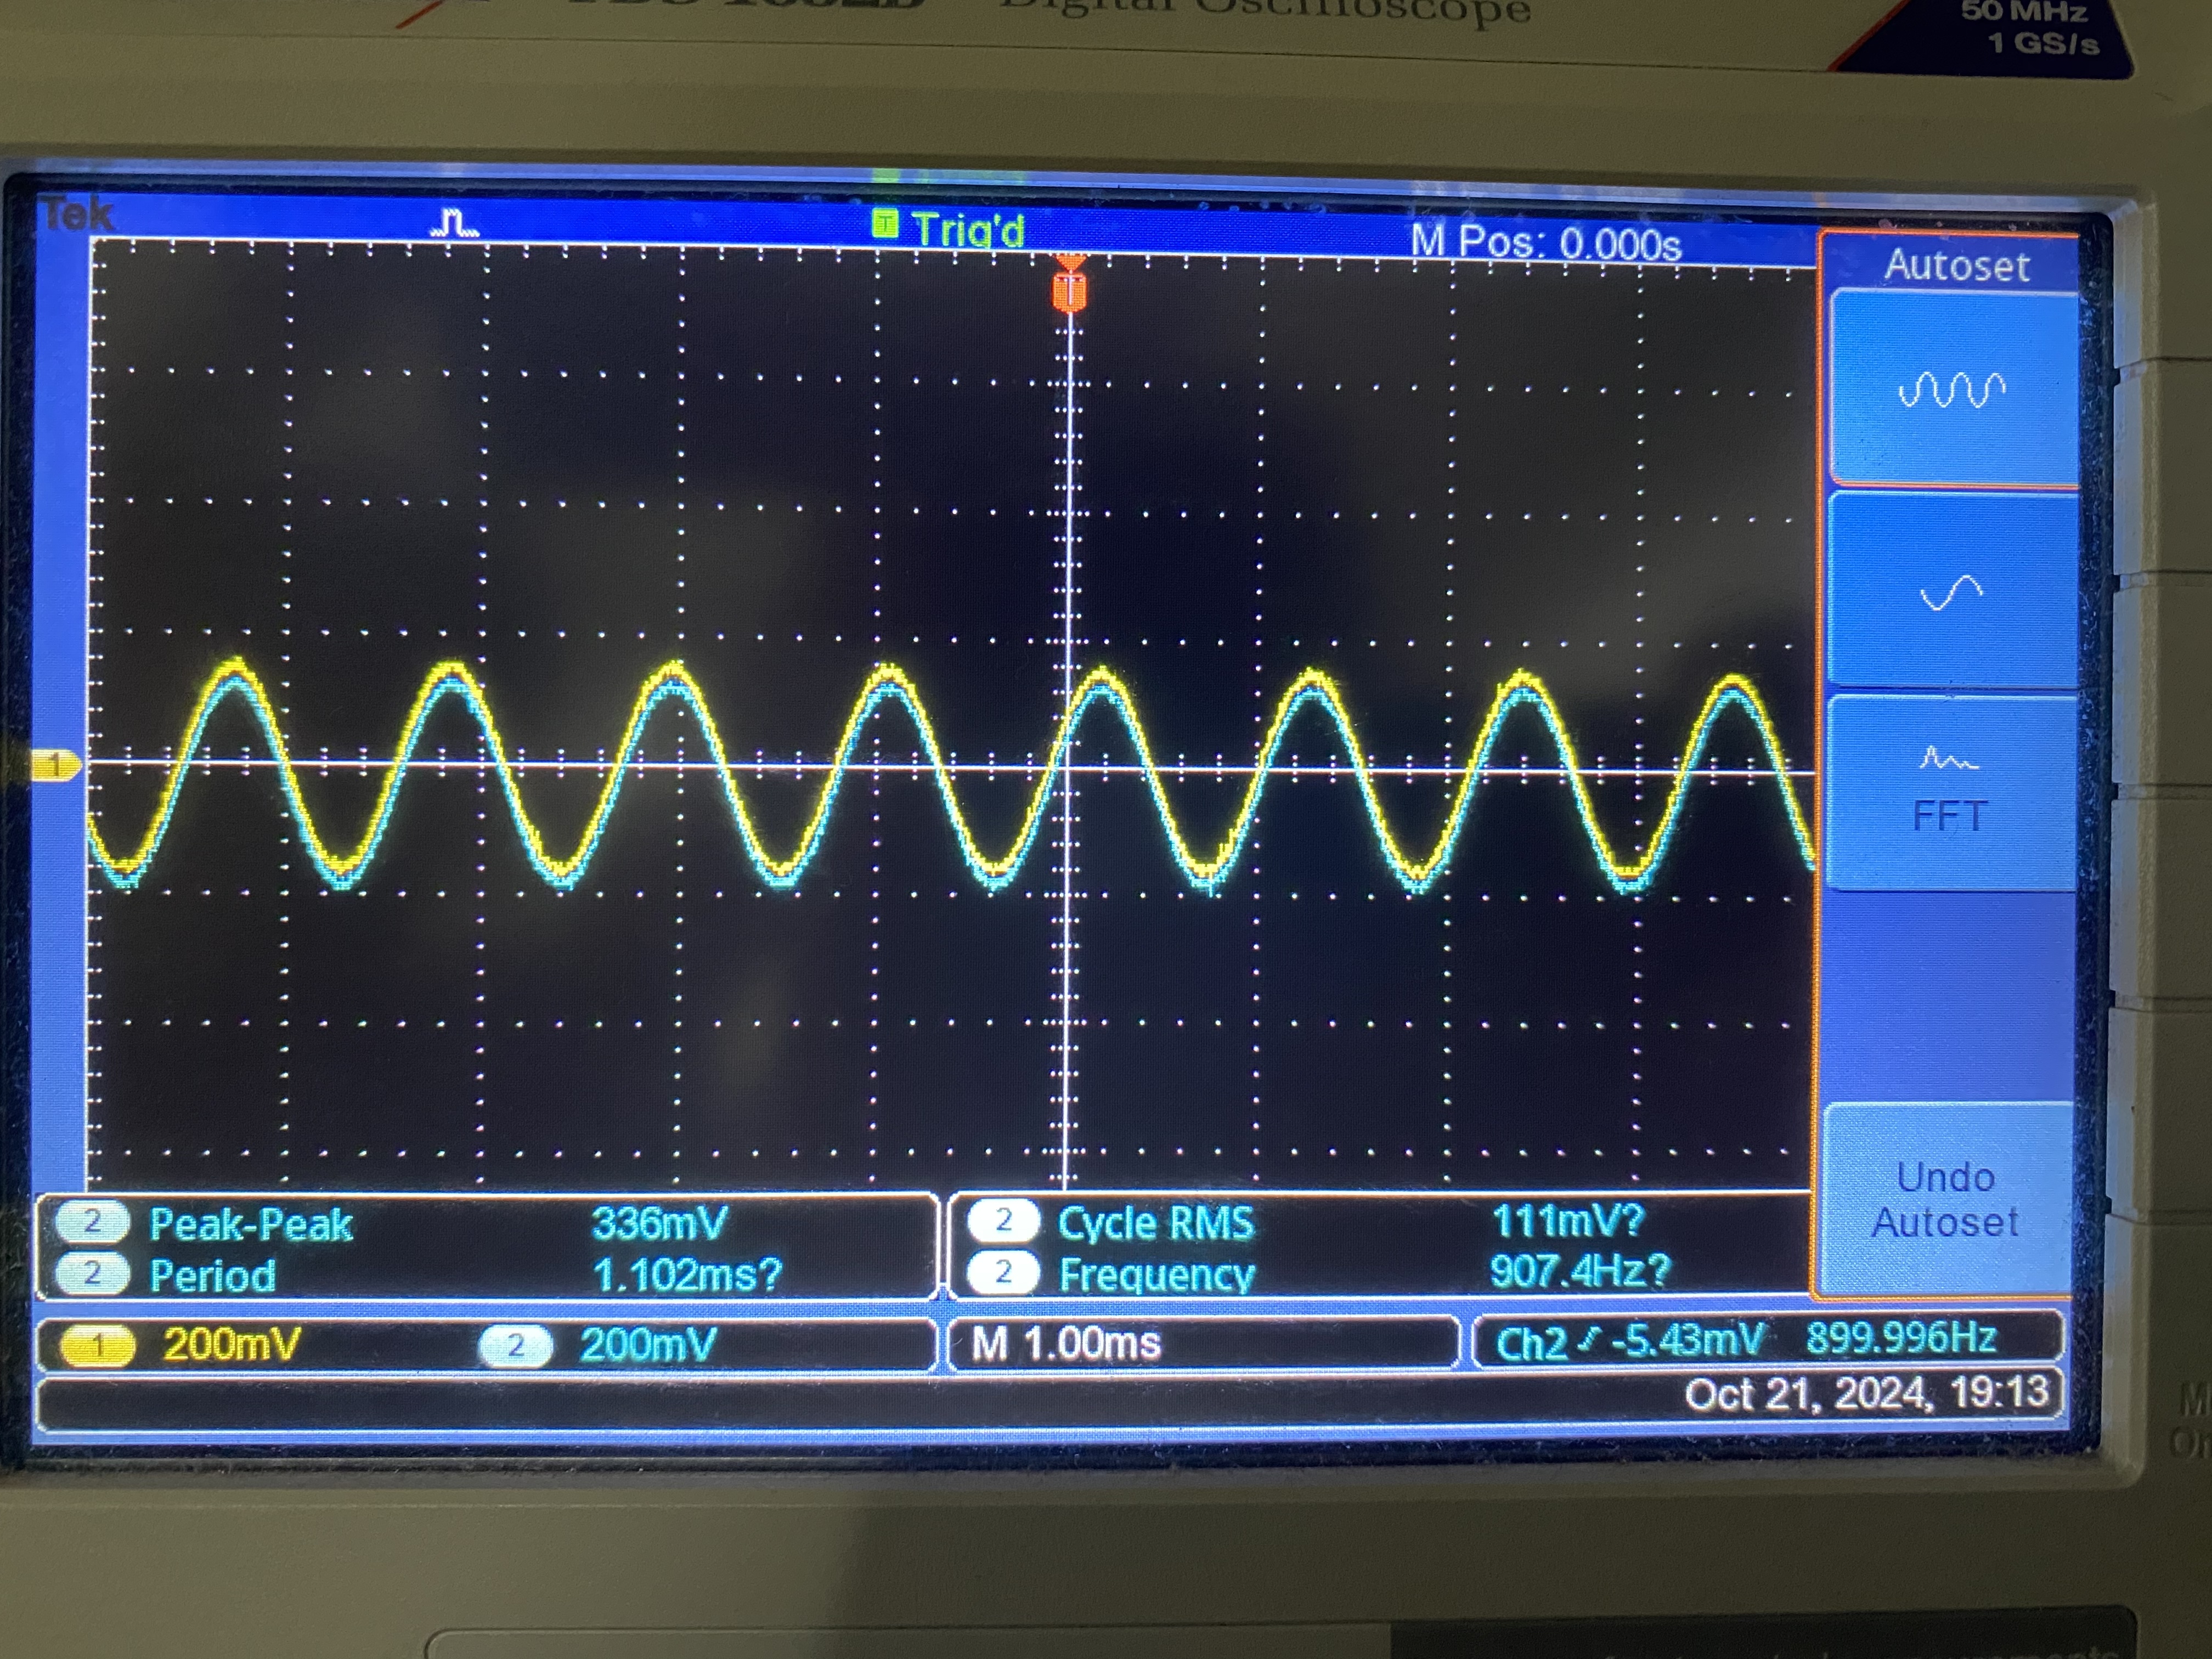 Digital Oscilloscope
50 MHz
1 GS/s
Tek
T Trig'd
M Pos: 0.000s
Autoset
T
1
FFT
Undo
Autoset
2 Peak-Peak 336mV
2 Period 1.102ms?
2 Cycle RMS 111mV?
2 Frequency 907.4Hz?
1 200mV 2 200mV M 1.00ms Ch2 -5.43mV 899.996Hz
Oct 21, 2024, 19:13